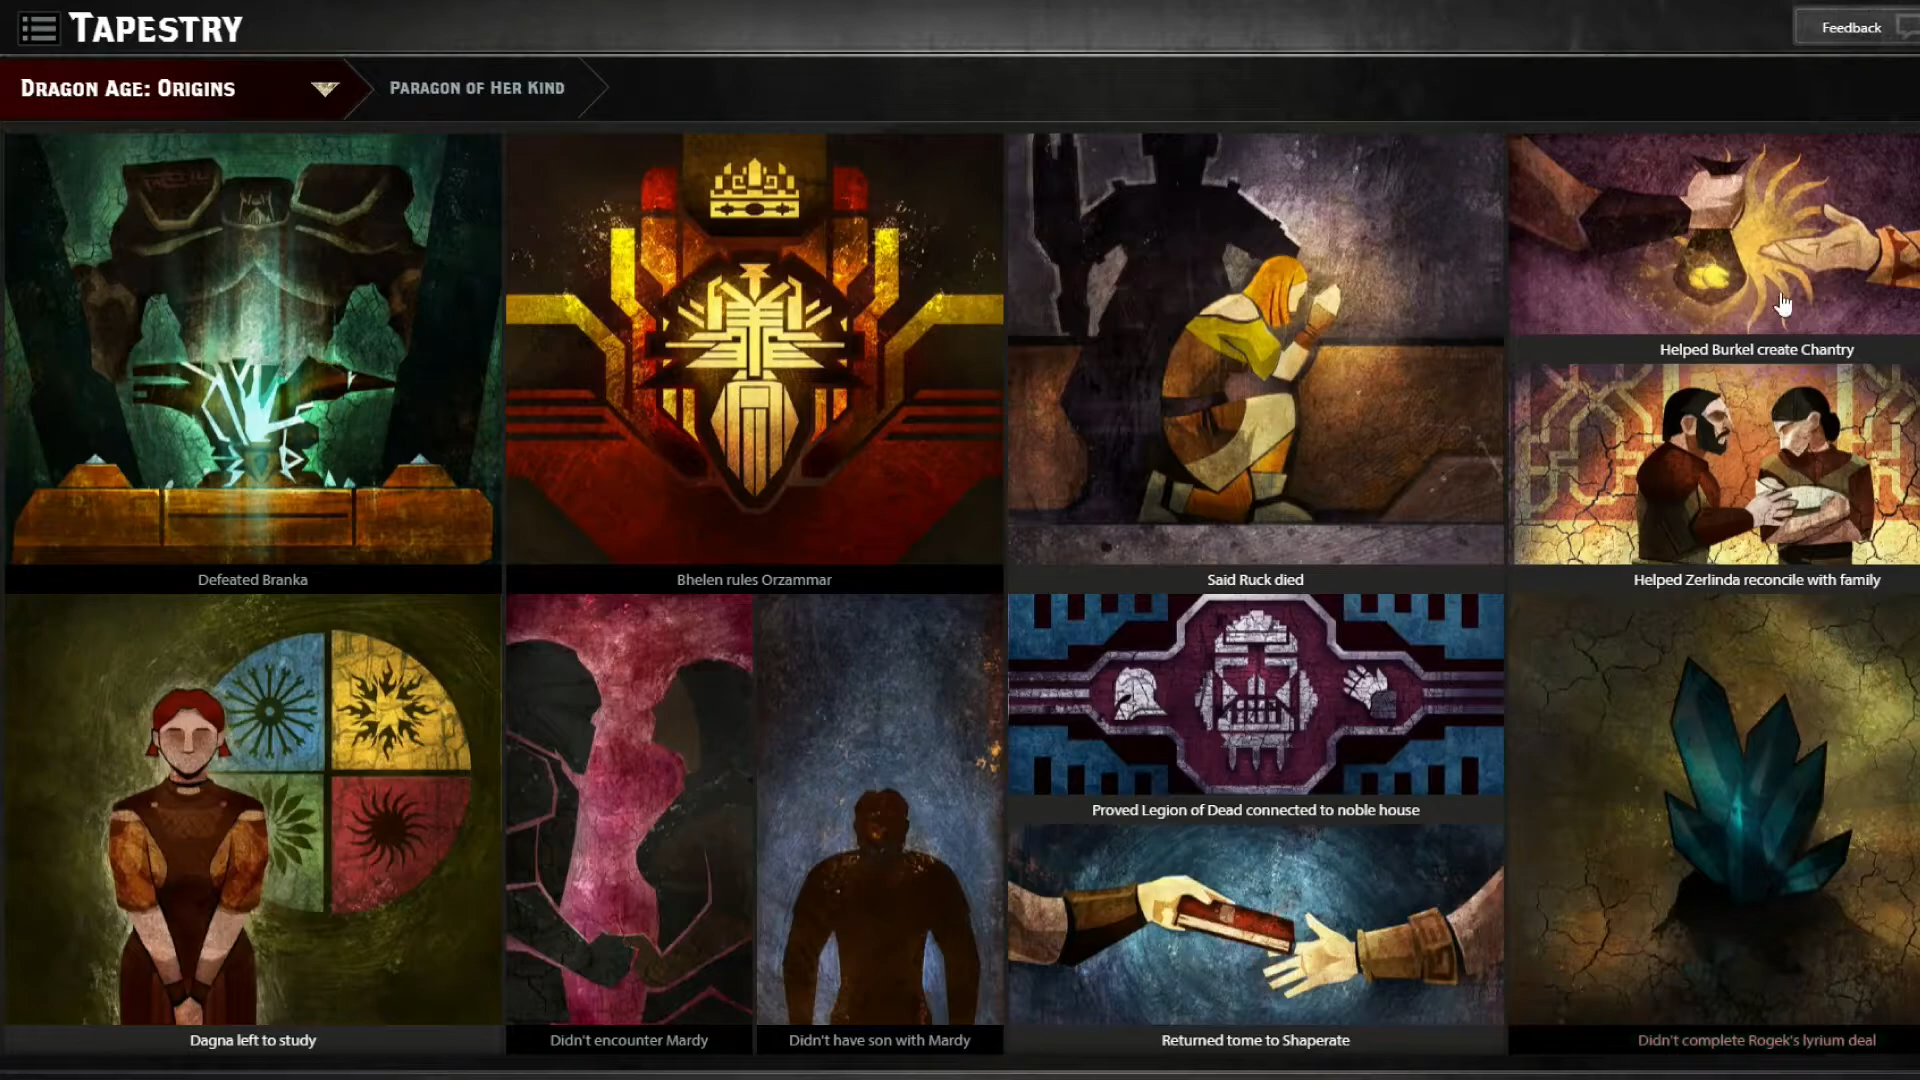 TAPESTRY
Feedback
DRAGON AGE: ORIGINS
PARAGON OF HER KIND
Helped Burkel create Chantry
Defeated Branka
Bhelen rules Orzammar
Said Ruck died
Helped Zerlinda reconcile with family
Proved Legion of Dead connected to noble house
Dagna left to study
Didn't encounter Mardy
Didn't have son with Mardy
Returned tome to Shaperate
Didn't complete Rogek's lyrium deal